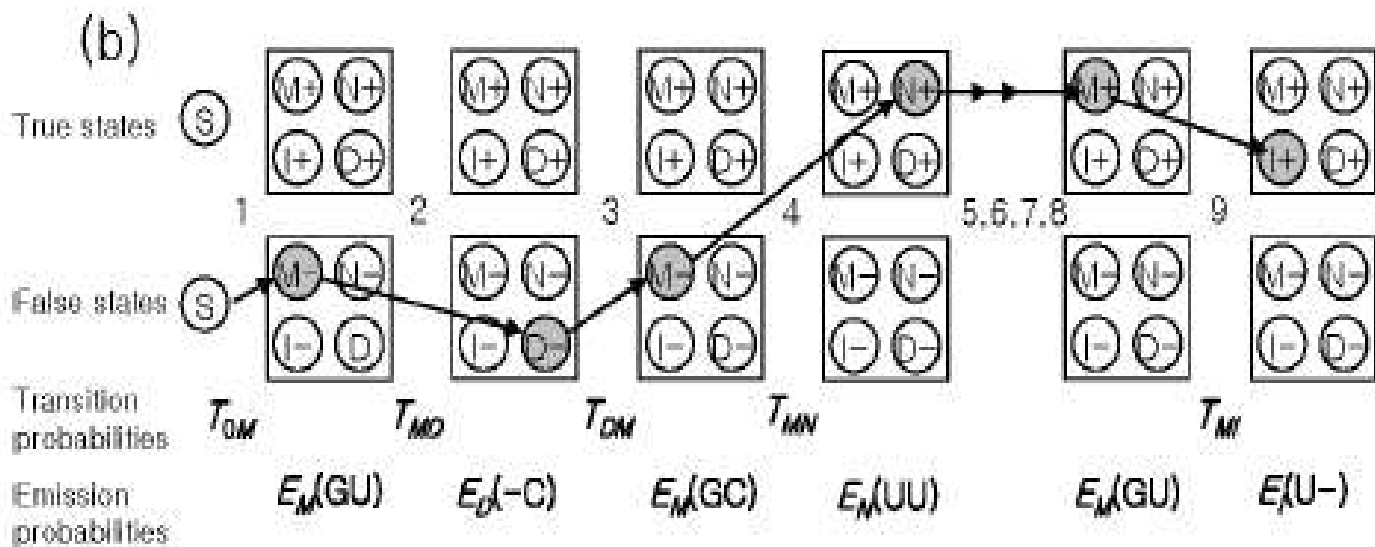 (b)
M+ N+ M+ N+ M+ N+ M+ N+ M+ N+ M+ N+
True states S
I+ D+ I+ D+ I+ D+ I+ D+ I+ D+ I+ D+
1 2 3 4 5,6,7,8 9
M- N- M- N- M- N- M- N- M- N- M- N-
False states S
I- D I- D- I- D- I- D- I- D- I- D-
Transition
probabilities T0M TMD TDM TMN TMI
Emission
probabilities EM(GU) ED(-C) EM(GC) EN(UU) EM(GU) EI(U-)